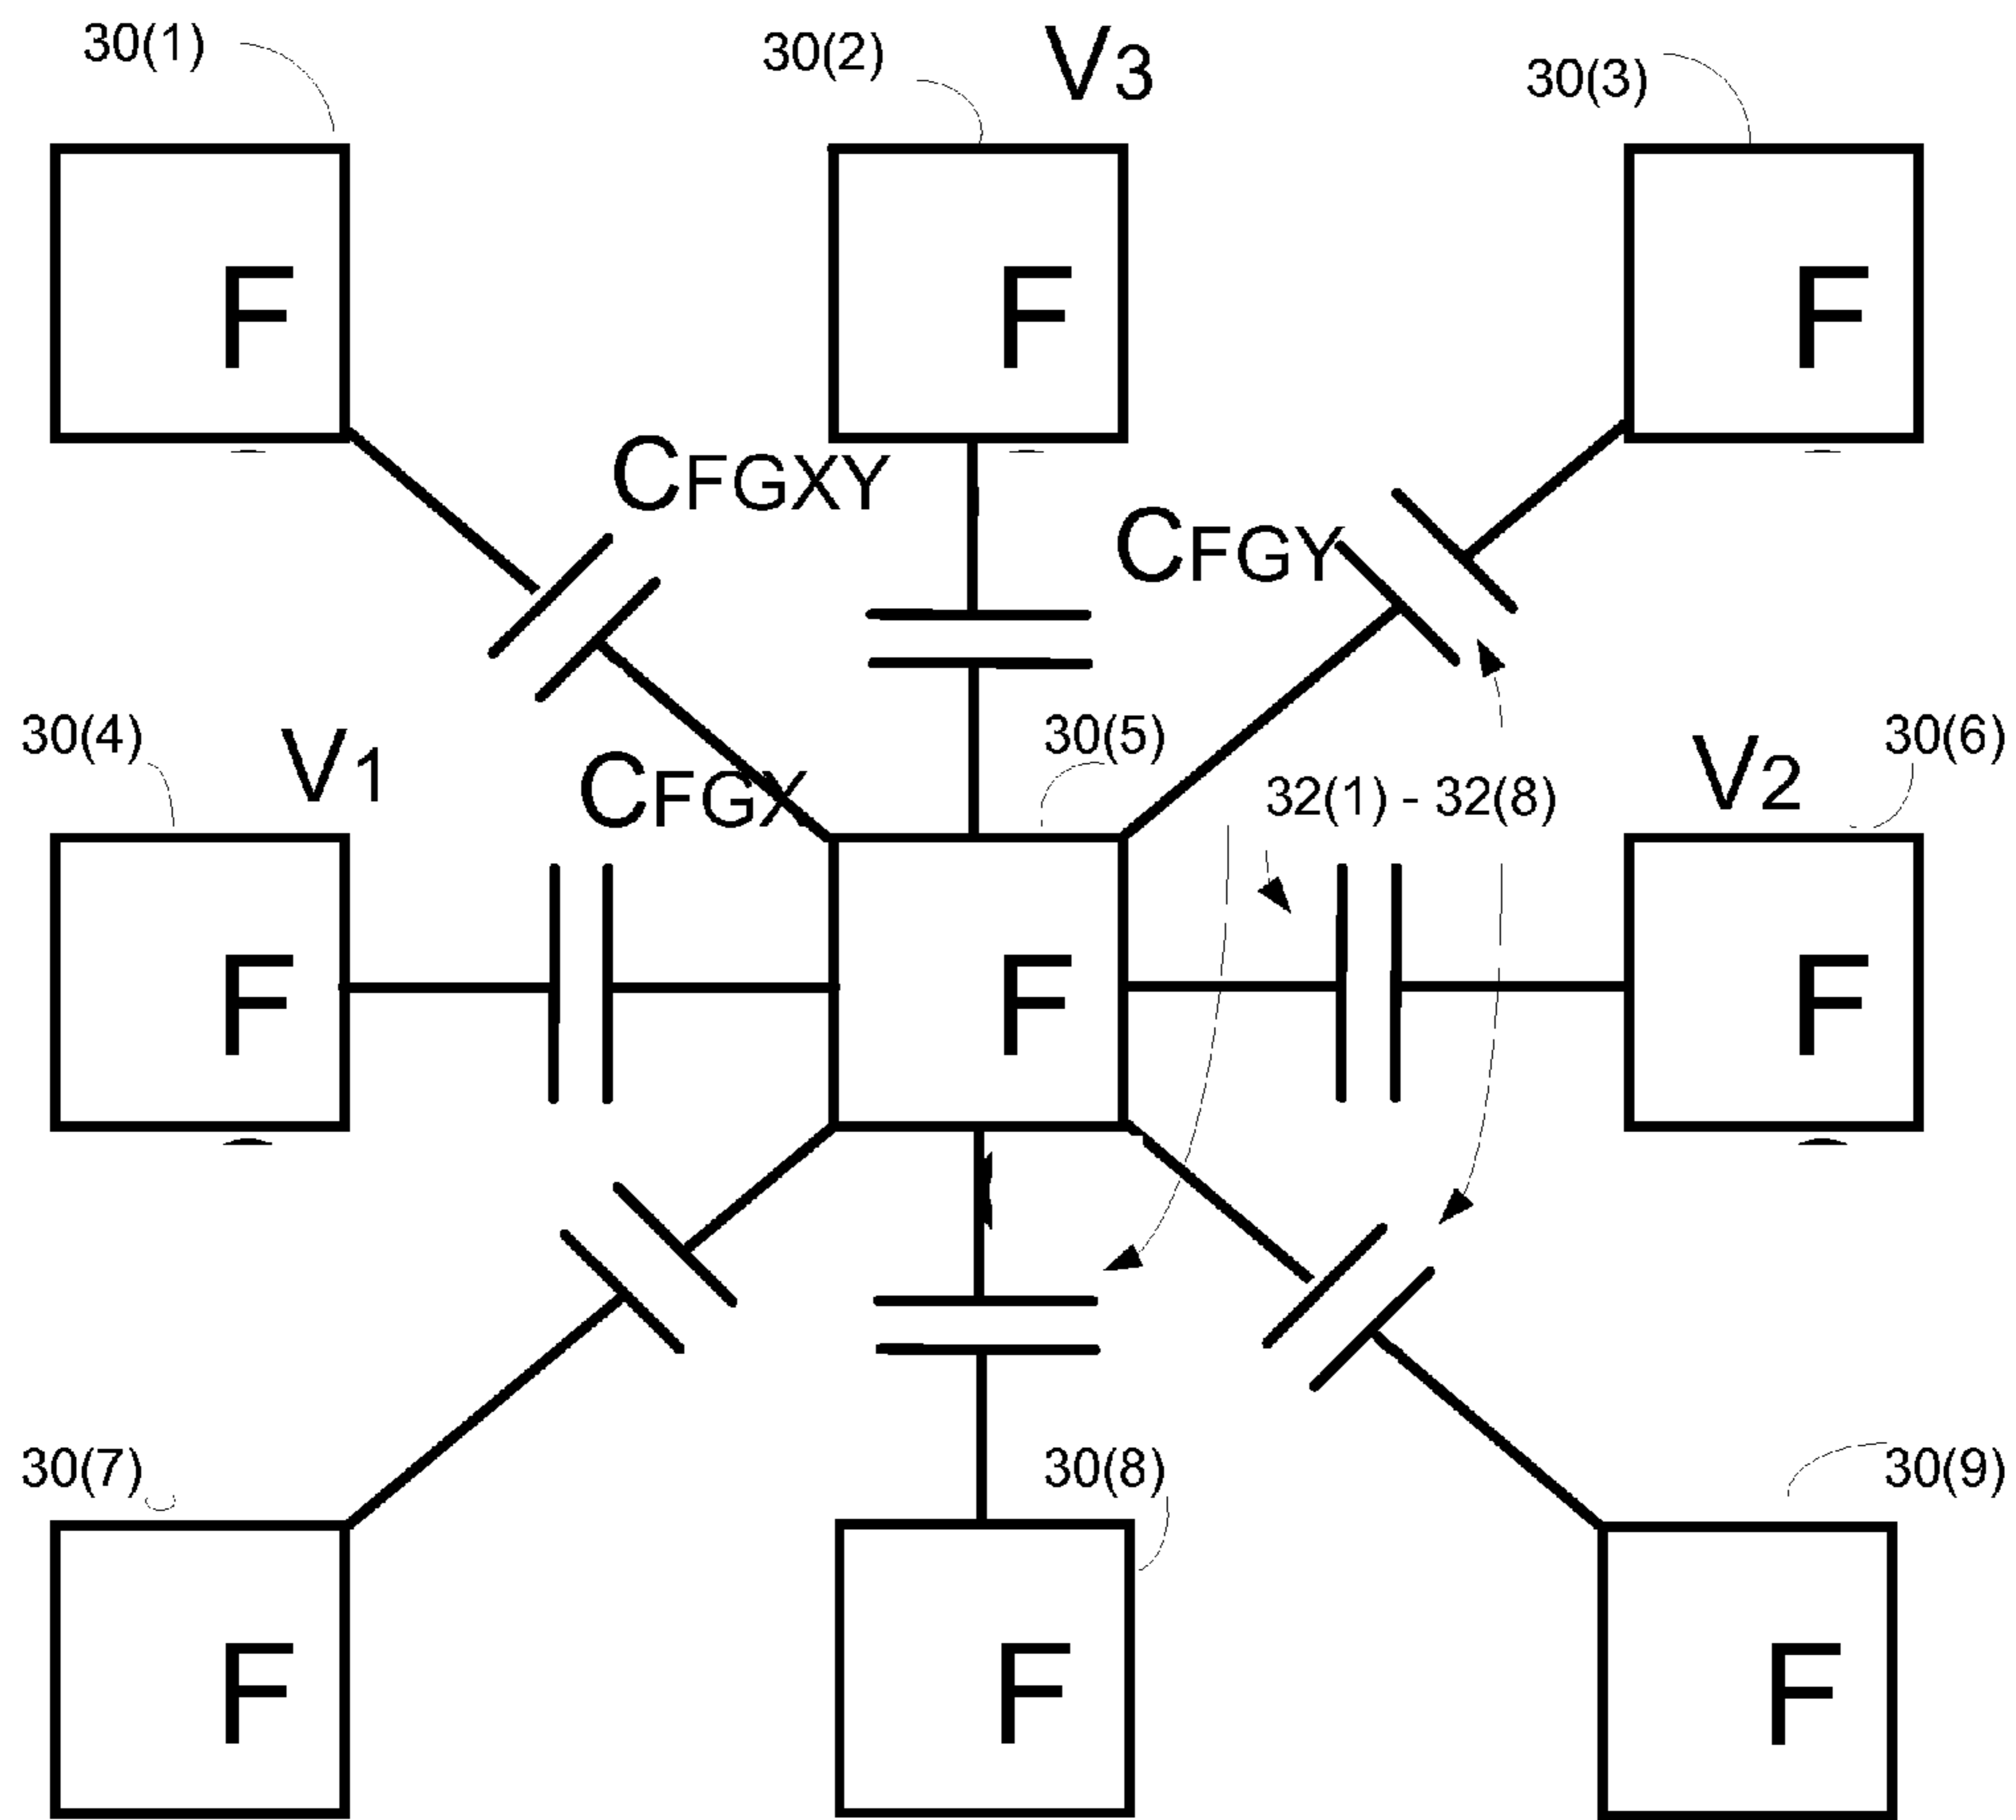 30(1) 30(2) V3 30(3)
F F F
CFGXY
CFGY
30(4) V1 CFGX 30(5) 32(1) - 32(8) V2 30(6)
F F F
30(7) 30(8) 30(9)
F F F